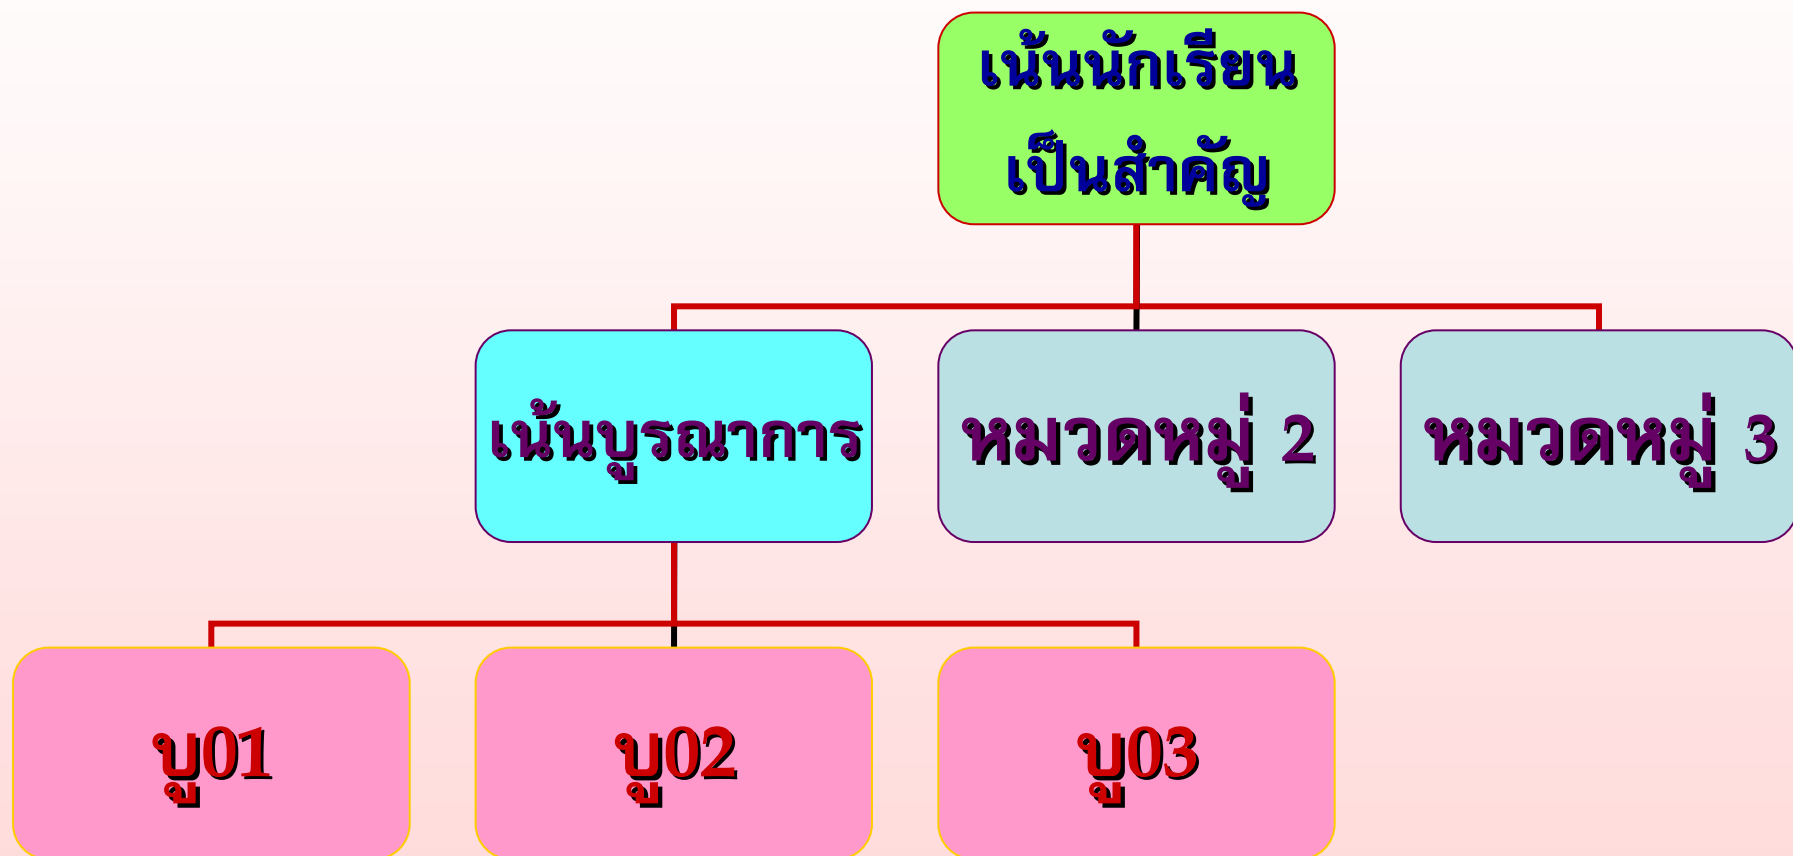 เน้นนักเรียน
เป็นสำคัญ
เน้นบูรณาการ
หมวดหมู่ 2
หมวดหมู่ 3
บู01
บู02
บู03